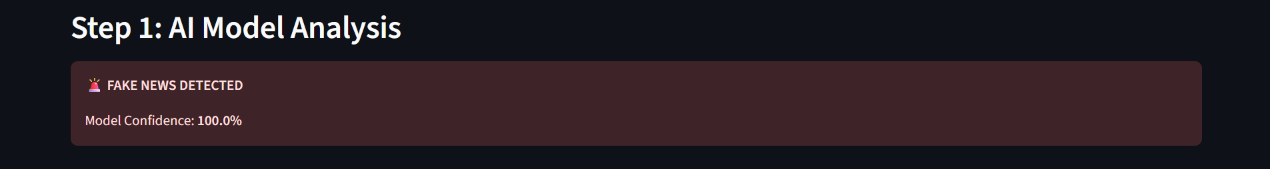 Step 1: AI Model Analysis
🚨 FAKE NEWS DETECTED
Model Confidence: 100.0%